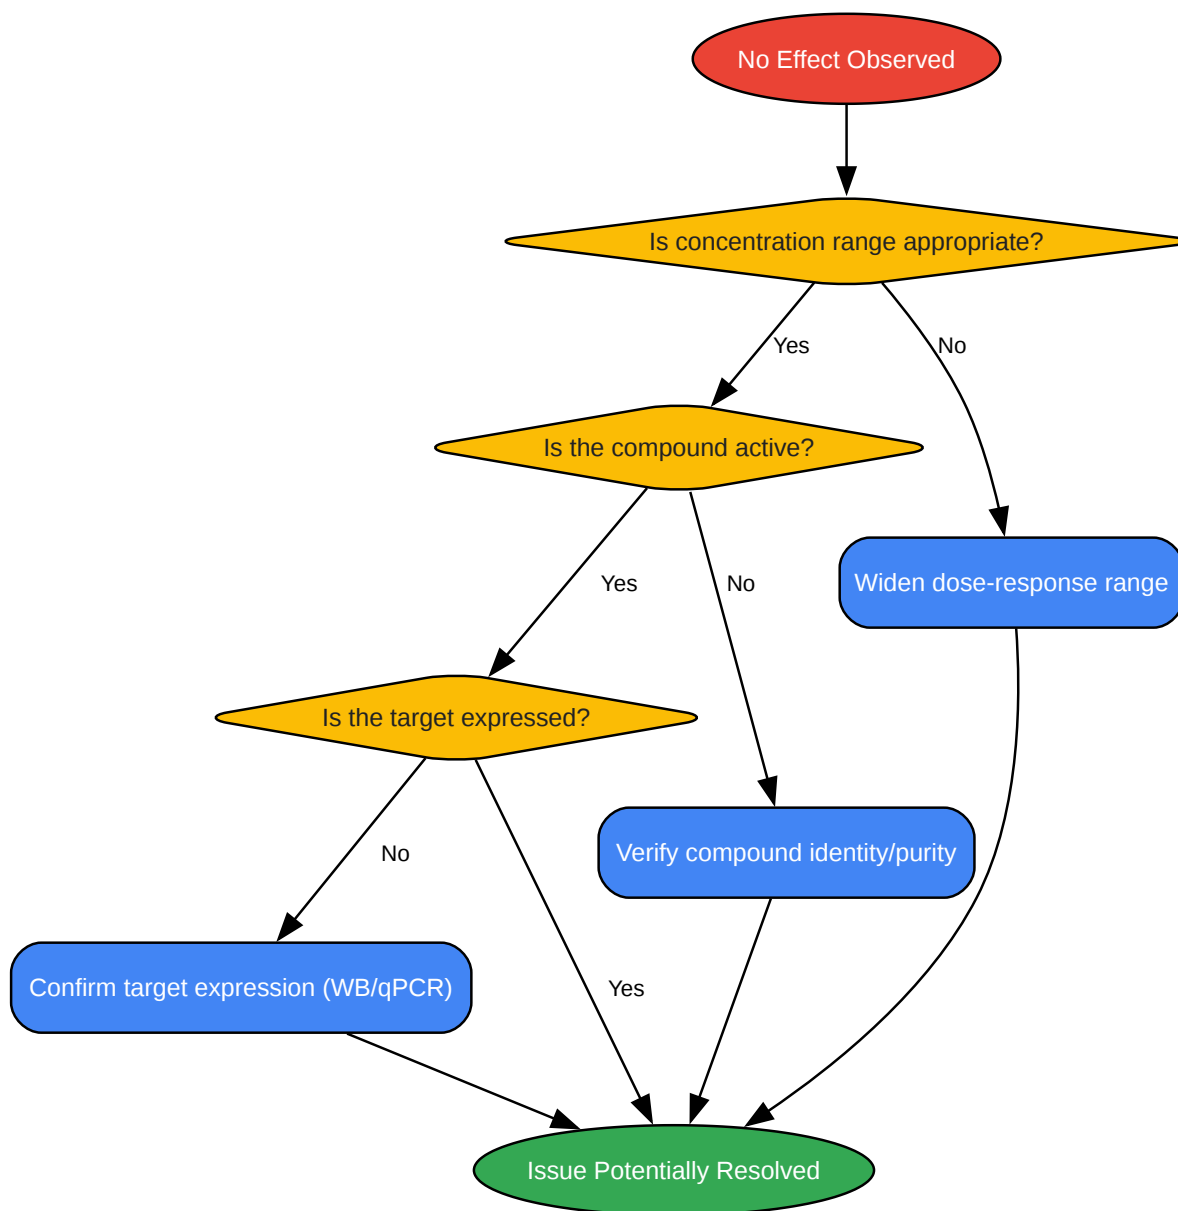 No Effect Observed
Is concentration range appropriate?
Yes
No
Is the compound active?
Yes
No
Widen dose-response range
Is the target expressed?
No
Verify compound identity/purity
Confirm target expression (WB/qPCR)
Yes
Issue Potentially Resolved